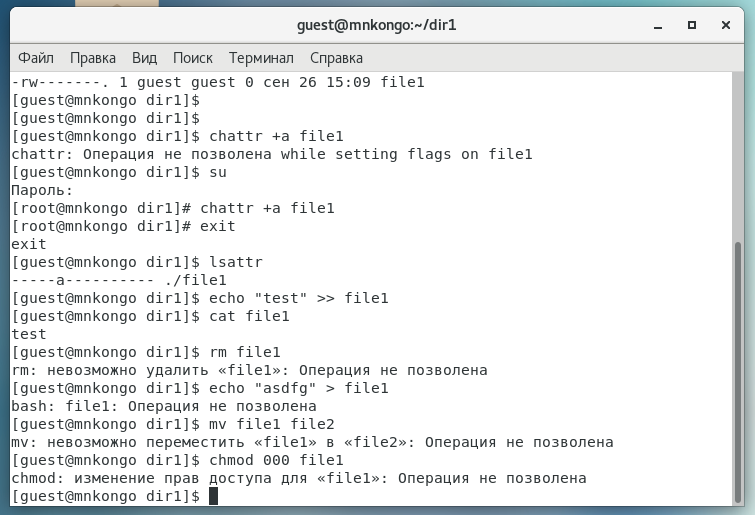 guest@mnkongo:~/dir1
Файл Правка Вид Поиск Терминал Справка
-rw-------. 1 guest guest 0 сен 26 15:09 file1
[guest@mnkongo dir1]$
[guest@mnkongo dir1]$
[guest@mnkongo dir1]$ chattr +a file1
chattr: Операция не позволена while setting flags on file1
[guest@mnkongo dir1]$ su
Пароль:
[root@mnkongo dir1]# chattr +a file1
[root@mnkongo dir1]# exit
exit
[guest@mnkongo dir1]$ lsattr
-----a---------- ./file1
[guest@mnkongo dir1]$ echo "test" >> file1
[guest@mnkongo dir1]$ cat file1
test
[guest@mnkongo dir1]$ rm file1
rm: невозможно удалить «file1»: Операция не позволена
[guest@mnkongo dir1]$ echo "asdfg" > file1
bash: file1: Операция не позволена
[guest@mnkongo dir1]$ mv file1 file2
mv: невозможно переместить «file1» в «file2»: Операция не позволена
[guest@mnkongo dir1]$ chmod 000 file1
chmod: изменение прав доступа для «file1»: Операция не позволена
[guest@mnkongo dir1]$